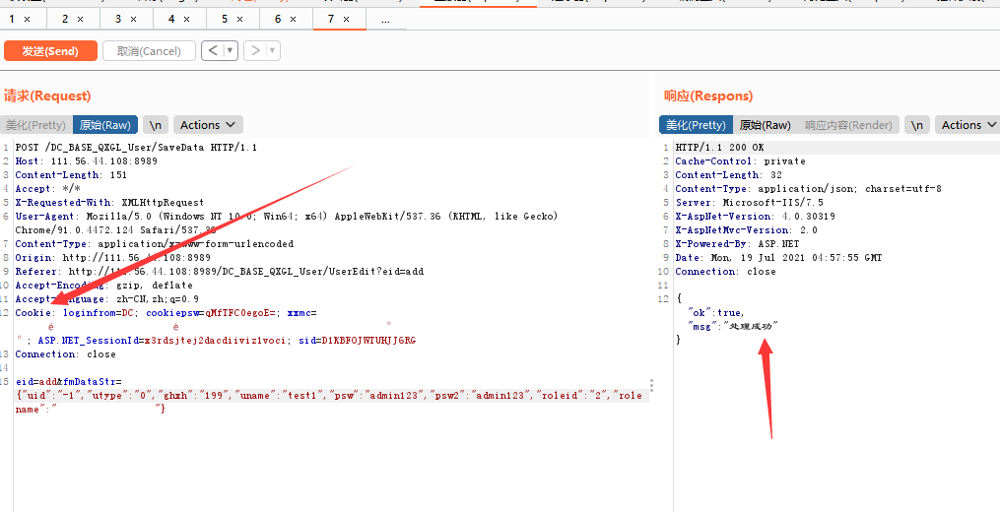 1 × 2 × 3 × 4 × 5 × 6 × 7 × ...
发送(Send) 取消(Cancel) < ▼ > ▼
请求(Request)
美化(Pretty) 原始(Raw) \n Actions
1 POST /DC_BASE_QXGL_User/SaveData HTTP/1.1
2 Host: 111.56.44.108:8989
3 Content-Length: 151
4 Accept: */*
5 X-Requested-With: XMLHttpRequest
6 User-Agent: Mozilla/5.0 (Windows NT 10.0; Win64; x64) AppleWebKit/537.36 (KHTML, like Gecko)
Chrome/91.0.4472.124 Safari/537.36
7 Content-Type: application/x-www-form-urlencoded
8 Origin: http://111.56.44.108:8989
9 Referer: http://111.56.44.108:8989/DC_BASE_QXGL_User/UserEdit?eid=add
10 Accept-Encoding: gzip, deflate
11 Accept-Language: zh-CN,zh;q=0.9
12 Cookie: loginfrom=DC; cookiepsw=qMfTFC0egoE=; xxmc=
é é °
°; ASP.NET_SessionId=x3rdsjtej2dacdiiviz1voci; sid=D1KBFOJWTUHJJ6RG
13 Connection: close
14
15 eid=add&fmDataStr=
{"uid":"-1","utype":"0","ghxh":"199","uname":"test1","psw":"admin123","psw2":"admin123","roleid":"2","role
name":" "}
响应(Respons)
美化(Pretty) 原始(Raw) 响应内容(Render) \n Actions
1 HTTP/1.1 200 OK
2 Cache-Control: private
3 Content-Length: 32
4 Content-Type: application/json; charset=utf-8
5 Server: Microsoft-IIS/7.5
6 X-AspNet-Version: 4.0.30319
7 X-AspNetMvc-Version: 2.0
8 X-Powered-By: ASP.NET
9 Date: Mon, 19 Jul 2021 04:57:55 GMT
10 Connection: close
11
12 {
"ok":true,
"msg":"处理成功"
}